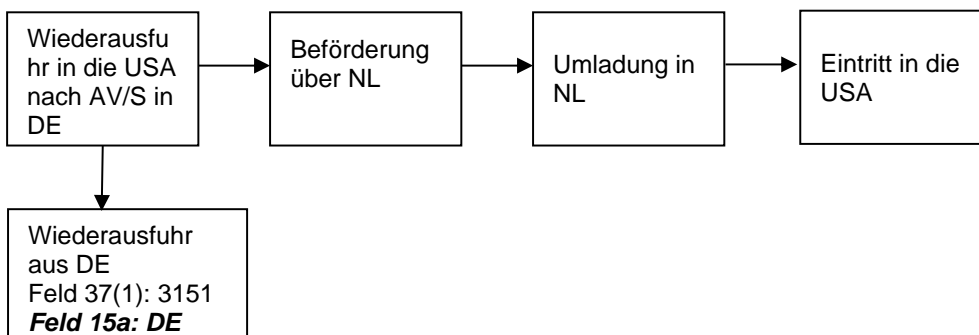 Wiederausfu
hr in die USA
nach AV/S in
DE
Beförderung
über NL
Umladung in
NL
Eintritt in die
USA
Wiederausfuhr
aus DE
Feld 37(1): 3151
Feld 15a: DE